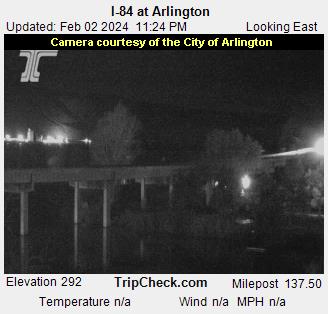 I-84 at Arlington
Updated: Feb 02 2024 11:24 PM Looking East
Camera courtesy of the City of Arlington
Elevation 292 TripCheck.com Milepost 137.50
Temperature n/a Wind n/a MPH n/a